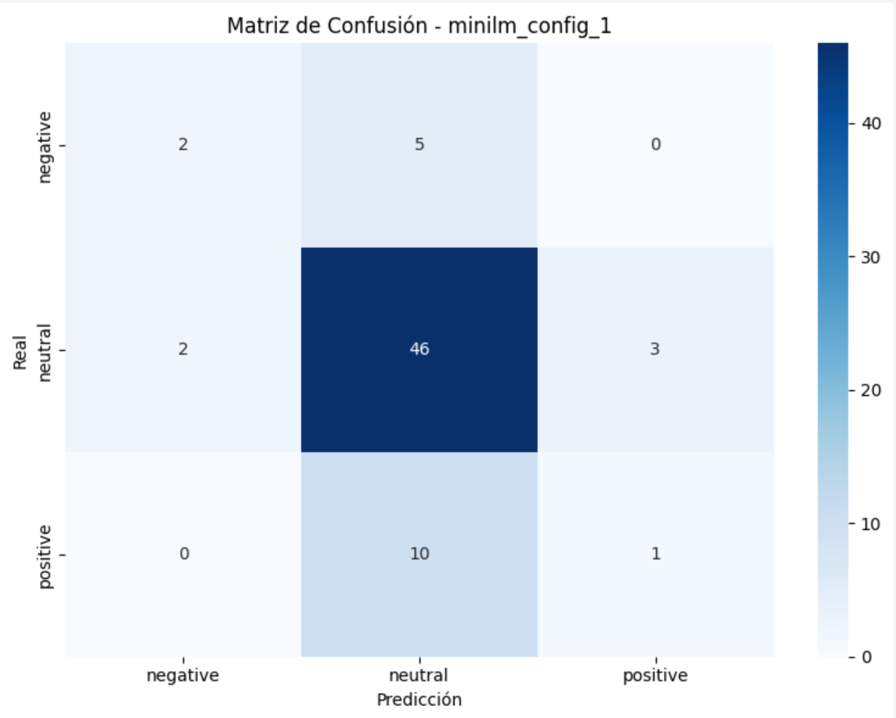 Matriz de Confusión - minilm_config_1
negative
2
5
0
40
30
Real
neutral
2
46
3
20
10
positive
0
10
1
0
negative
neutral
positive
Predicción